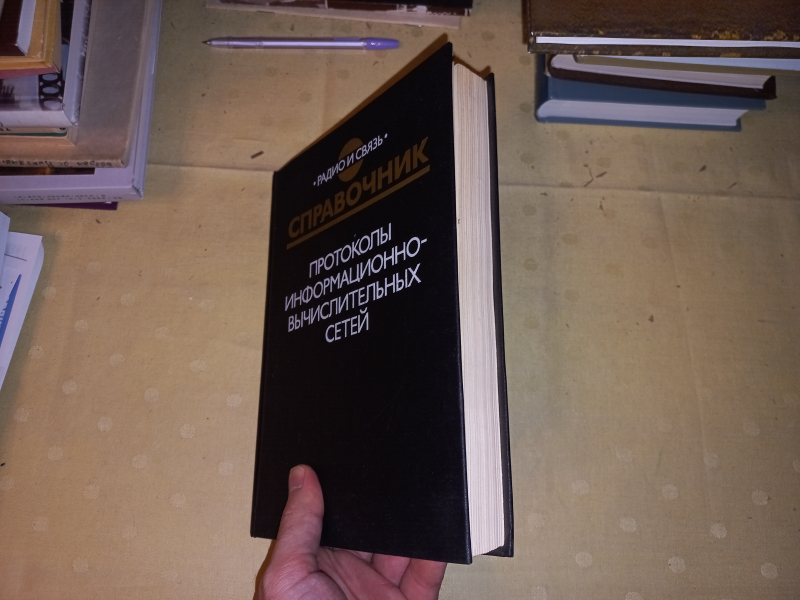 • РАДИО И СВЯЗЬ •
СПРАВОЧНИК
ПРОТОКОЛЫ
ИНФОРМАЦИОННО-
ВЫЧИСЛИТЕЛЬНЫХ
СЕТЕЙ